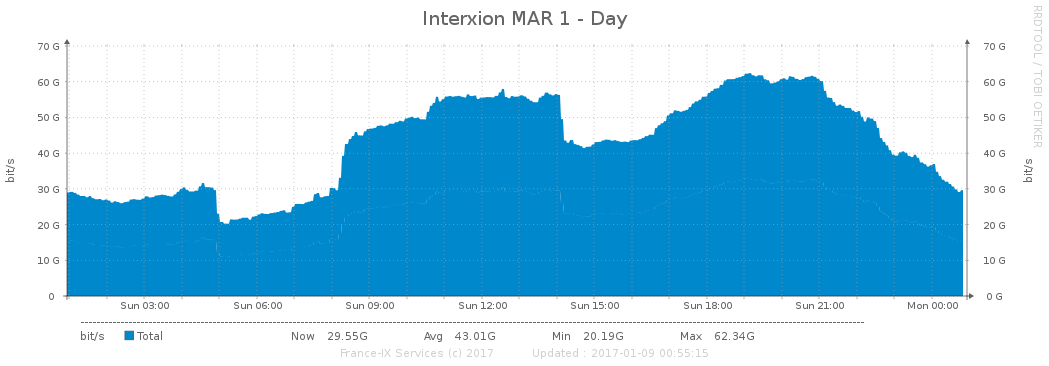 Interxion MAR 1 - Day
RRDTOOL / TOBI OETIKER
70 G 70 G
60 G 60 G
50 G 50 G
40 G 40 G
30 G 30 G
20 G 20 G
10 G 10 G
0 0 G
bit/s bit/s
Sun 03:00 Sun 06:00 Sun 09:00 Sun 12:00 Sun 15:00 Sun 18:00 Sun 21:00 Mon 00:00
bit/s Total Now 29.55G Avg 43.01G Min 20.19G Max 62.34G
France-IX Services (c) 2017 Updated : 2017-01-09 00:55:15